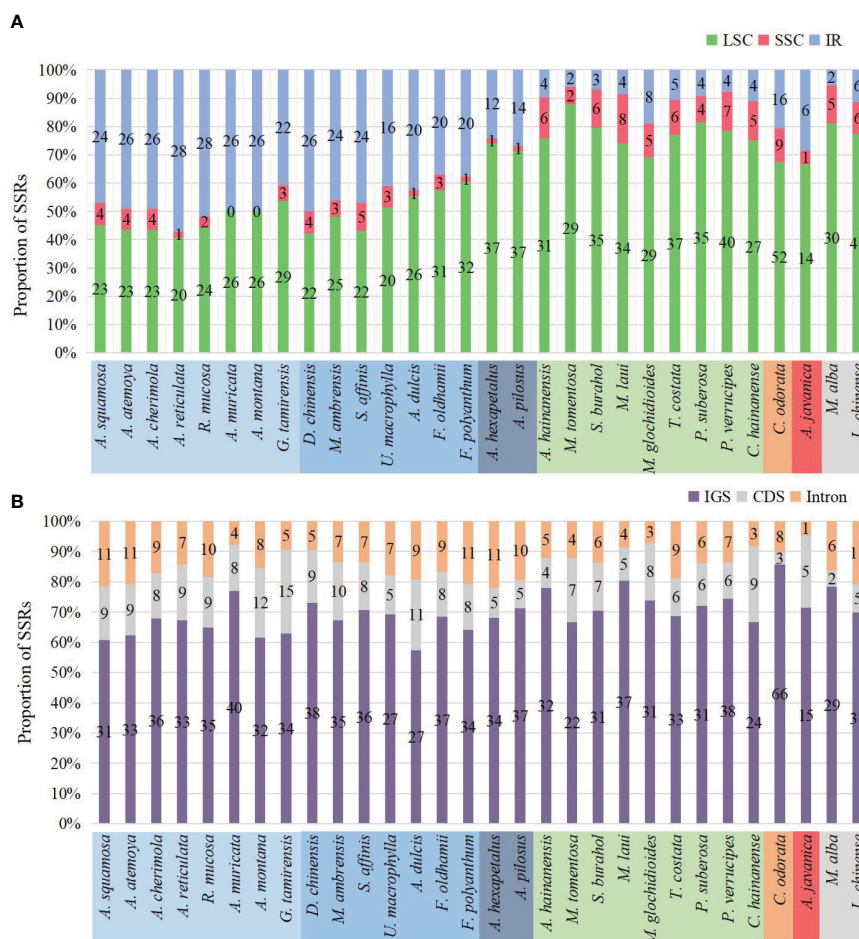 A
LSC SSC IR
100%
90%
80%
70%
60%
50%
40%
30%
20%
10%
0%
Proportion of SSRs
24 26 26 28 28 26 26 22 26 24 24 16 20 20 20 12 14 4 2 3 4 8 5 4 4 4 16 6 2 6
4 4 4 1 2 0 0 3 4 3 5 3 1 3 1 1 1 6 2 6 8 5 6 4 7 5 9 1 5 6
23 23 23 20 24 26 26 29 22 25 22 20 26 31 32 37 37 31 29 35 34 29 37 35 40 27 52 14 30 4
A. squamosa
A. atemoya
A. cherimola
A. reticulata
R. mucosa
A. muricata
A. montana
G. tamirensis
D. chinensis
M. ambrensis
S. affinis
U. macrophylla
A. dulcis
F. oldhamii
F. polyanthum
A. hexapetalus
A. pilosus
A. hainanensis
M. tomentosa
S. burahol
M. laui
M. glochidioides
T. costata
P. suberosa
P. verrucipes
C. hainanense
C. odorata
A. javanica
M. alba
L. chinense
B
IGS CDS Intron
100%
90%
80%
70%
60%
50%
40%
30%
20%
10%
0%
Proportion of SSRs
11 11 9 7 10 4 8 5 5 7 7 7 9 9 11 11 10 5 4 6 4 3 9 6 7 3 8 1 6 1
9 9 8 9 9 8 12 15 9 10 8 5 11 8 8 5 5 4 7 7 5 8 6 6 6 9 3 5 2 5
31 33 36 33 35 40 32 34 38 35 36 27 27 37 34 34 37 32 22 31 37 31 33 31 38 24 66 15 29 3
A. squamosa
A. atemoya
A. cherimola
A. reticulata
R. mucosa
A. muricata
A. montana
G. tamirensis
D. chinensis
M. ambrensis
S. affinis
U. macrophylla
A. dulcis
F. oldhamii
F. polyanthum
A. hexapetalus
A. pilosus
A. hainanensis
M. tomentosa
S. burahol
M. laui
M. glochidioides
T. costata
P. suberosa
P. verrucipes
C. hainanense
C. odorata
A. javanica
M. alba
L. chinense